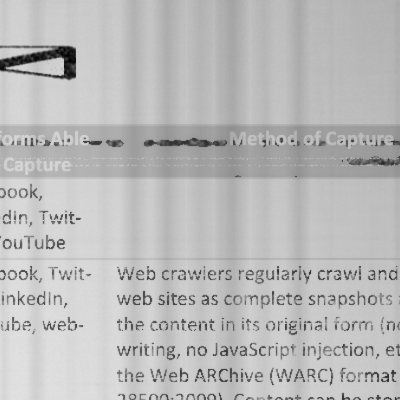 forms Able Method of Capture
Capture
book,
dIn, Twit-
YouTube
book, Twit-
inkedIn,
ube, web-
Web crawlers regularly crawl and
web sites as complete snapshots
the content in its original form (no
writing, no JavaScript injection, et
the Web ARChive (WARC) format
28500:2009). Content can be stor